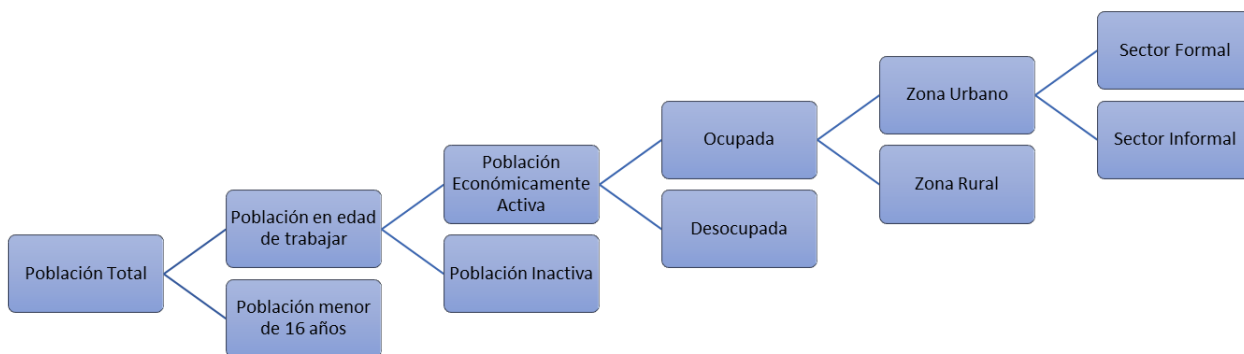 Población Total
Población en edad
de trabajar
Población menor
de 16 años
Población
Económicamente
Activa
Población Inactiva
Ocupada
Desocupada
Zona Urbano
Zona Rural
Sector Formal
Sector Informal